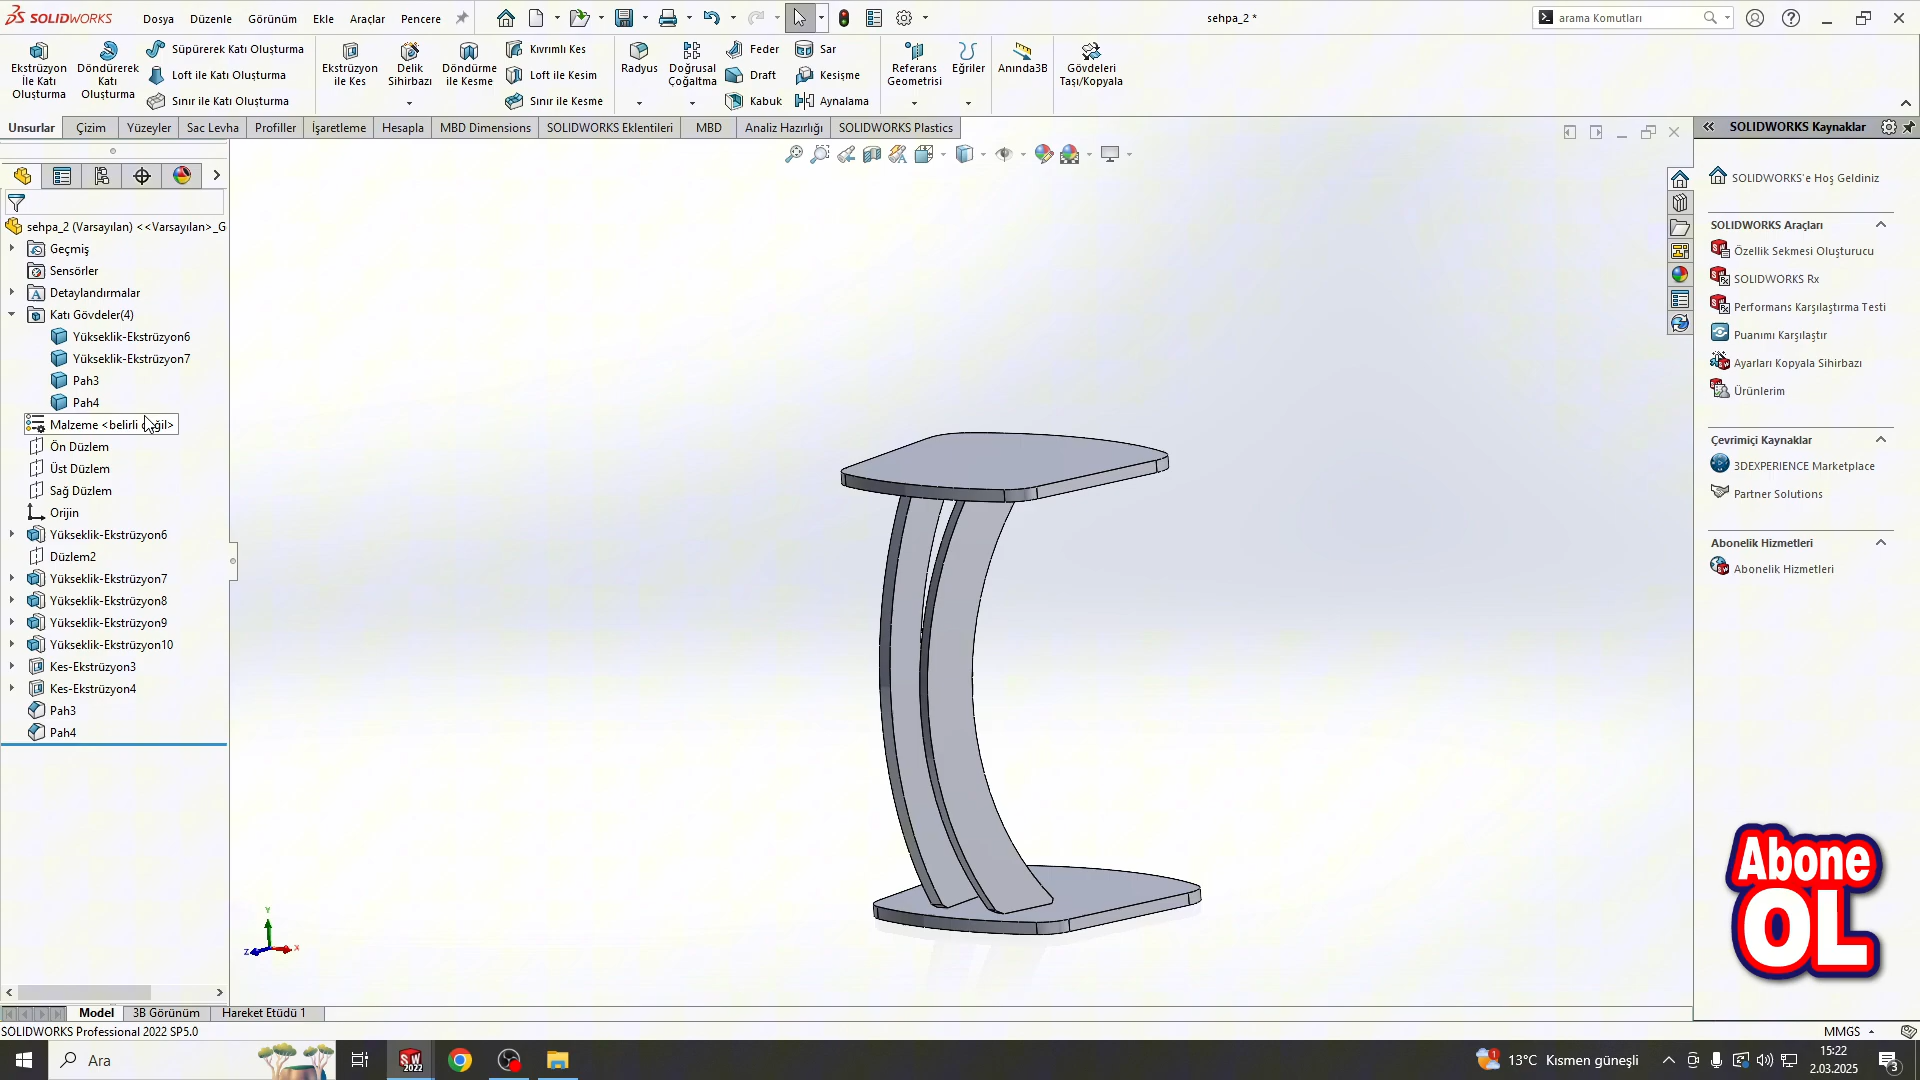 SOLIDWORKS
Dosya
Düzenle
Görünüm
Ekle
Araçlar
Pencere
sehpa_2 *
arama Komutları
Ekstrüzyon ile Katı Oluşturma
Döndürerek Katı Oluşturma
Süpürerek Katı Oluşturma
Loft ile Katı Oluşturma
Sınır ile Katı Oluşturma
Ekstrüzyon ile Kes
Delik Sihirbazı
Döndürme ile Kesme
Kıvrımlı Kes
Loft ile Kesim
Sınır ile Kesme
Radyus
Doğrusal Çoğaltma
Feder
Draft
Kabuk
Sar
Kesişme
Aynalama
Referans Geometrisi
Eğriler
Anında3B
Gövdeleri Taşı/Kopyala
Unsurlar
Çizim
Yüzeyler
Sac Levha
Profiller
İşaretleme
Hesapla
MBD Dimensions
SOLIDWORKS Eklentileri
MBD
Analiz Hazırlığı
SOLIDWORKS Plastics
sehpa_2 (Varsayılan) <<Varsayılan>_G
Geçmiş
Sensörler
Detaylandırmalar
Katı Gövdeler(4)
Yükseklik-Ekstrüzyon6
Yükseklik-Ekstrüzyon7
Pah3
Pah4
Malzeme <belirli değil>
Ön Düzlem
Üst Düzlem
Sağ Düzlem
Orijin
Yükseklik-Ekstrüzyon6
Düzlem2
Yükseklik-Ekstrüzyon7
Yükseklik-Ekstrüzyon8
Yükseklik-Ekstrüzyon9
Yükseklik-Ekstrüzyon10
Kes-Ekstrüzyon3
Kes-Ekstrüzyon4
Pah3
Pah4
Y
Z
X
SOLIDWORKS Kaynaklar
SOLIDWORKS'e Hoş Geldiniz
SOLIDWORKS Araçları
Özellik Sekmesi Oluşturucu
SOLIDWORKS Rx
Performans Karşılaştırma Testi
Puanımı Karşılaştır
Ayarları Kopyala Sihirbazı
Ürünlerim
Çevrimiçi Kaynaklar
3DEXPERIENCE Marketplace
Partner Solutions
Abonelik Hizmetleri
Abonelik Hizmetleri
Abone
OL
Model
3B Görünüm
Hareket Etüdü 1
SOLIDWORKS Professional 2022 SP5.0
MMGS
Ara
SW
2022
1
13°C Kısmen güneşli
15:22
2.03.2025
3